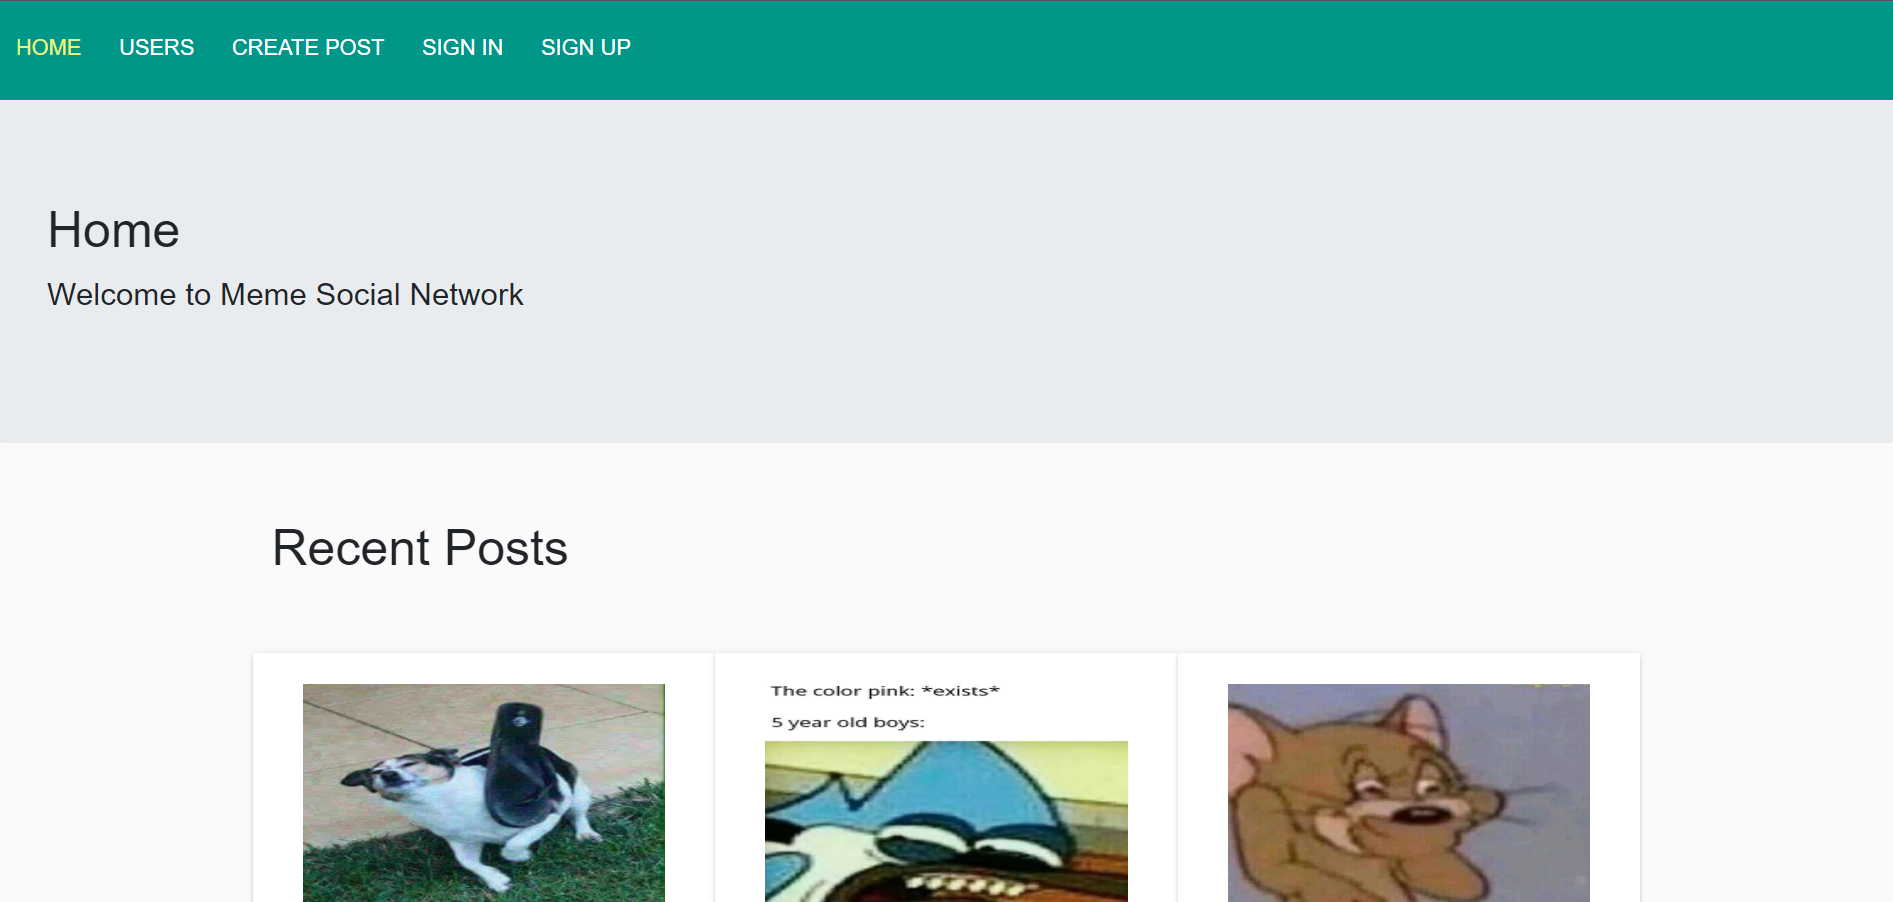 HOME USERS CREATE POST SIGN IN SIGN UP
Home
Welcome to Meme Social Network
Recent Posts
The color pink: *exists*
5 year old boys: